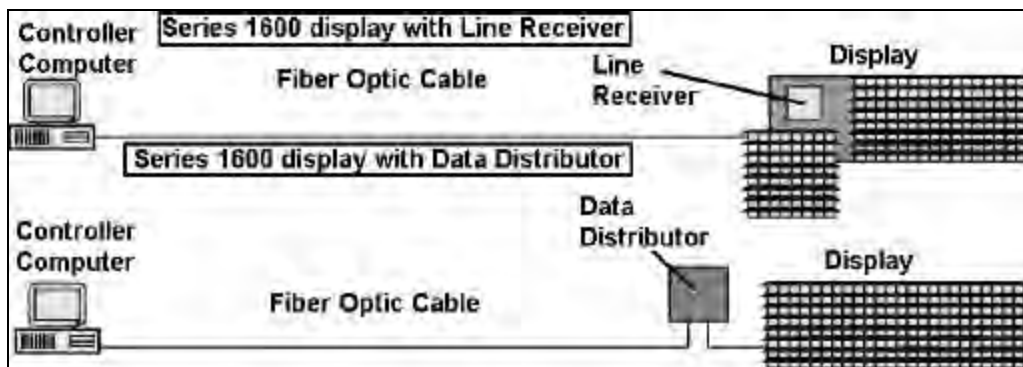 Series 1600 display with Line Receiver
Controller
Computer
Fiber Optic Cable
Line
Receiver
Display
Series 1600 display with Data Distributor
Controller
Computer
Fiber Optic Cable
Data
Distributor
Display